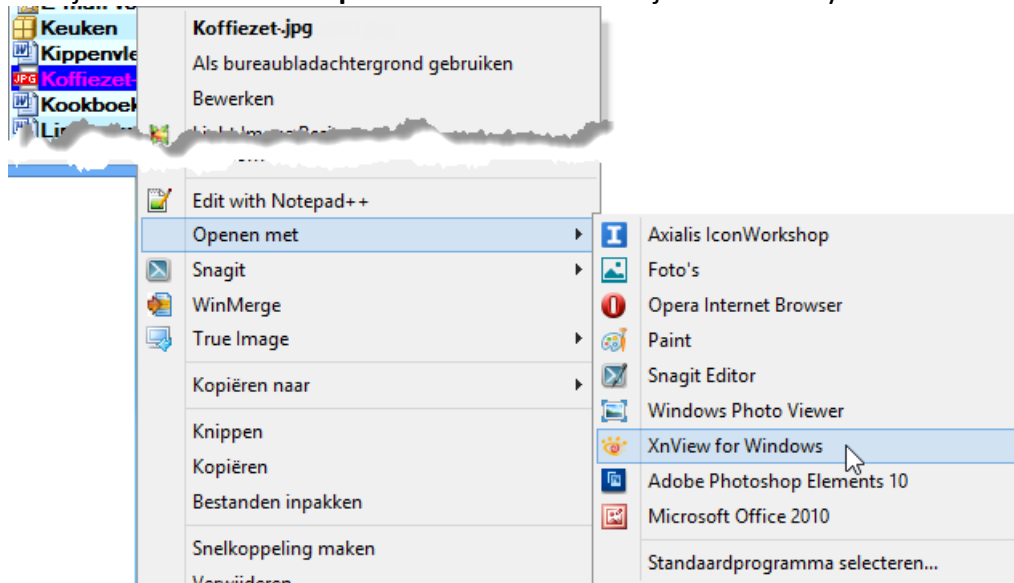 Keuken
Kippenvle
Koffiezet-
Kookboek
Koffiezet-.jpg
Als bureaubladachtergrond gebruiken
Bewerken
Edit with Notepad++
Openen met
Snagit
WinMerge
True Image
Kopiëren naar
Knippen
Kopiëren
Bestanden inpakken
Snelkoppeling maken
Verwijderen
Axialis IconWorkshop
Foto's
Opera Internet Browser
Paint
Snagit Editor
Windows Photo Viewer
XnView for Windows
Adobe Photoshop Elements 10
Microsoft Office 2010
Standaardprogramma selecteren...